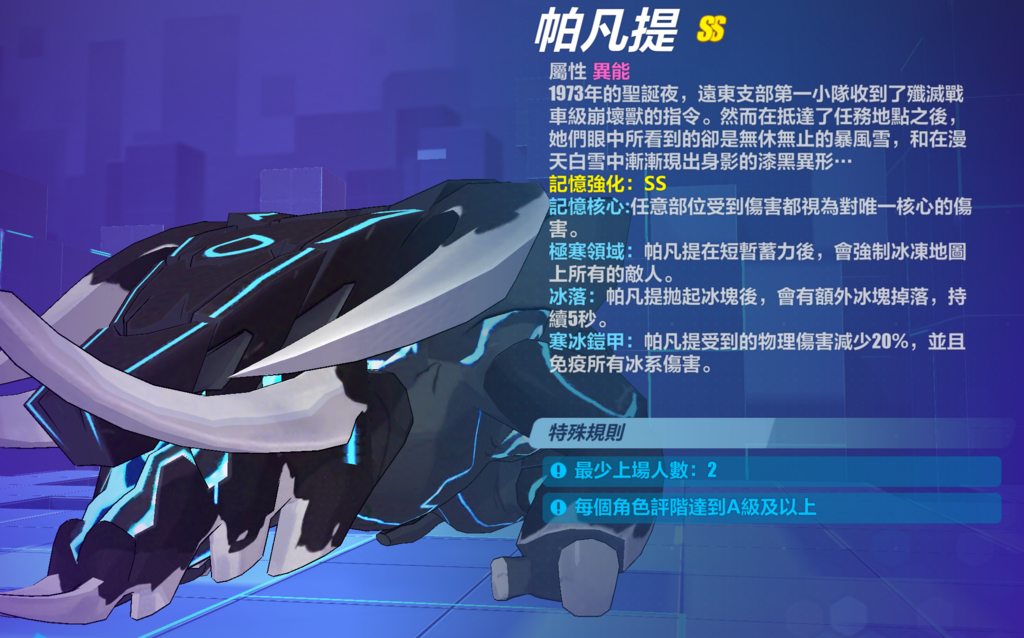 帕凡提 SS
屬性 異能
1973年的聖誕夜，遠東支部第一小隊收到了殲滅戰
車級崩壞獸的指令。然而在抵達了任務地點之後，
她們眼中所看到的卻是無休無止的暴風雪，和在漫
天白雪中漸漸現出身影的漆黑異形…
記憶強化：SS
記憶核心:任意部位受到傷害都視為對唯一核心的傷
害。
極寒領域：帕凡提在短暫蓄力後，會強制冰凍地圖
上所有的敵人。
冰落：帕凡提拋起冰塊後，會有額外冰塊掉落，持
續5秒。
寒冰鎧甲：帕凡提受到的物理傷害減少20%，並且
免疫所有冰系傷害。
特殊規則
最少上場人數：2
每個角色評階達到A級及以上